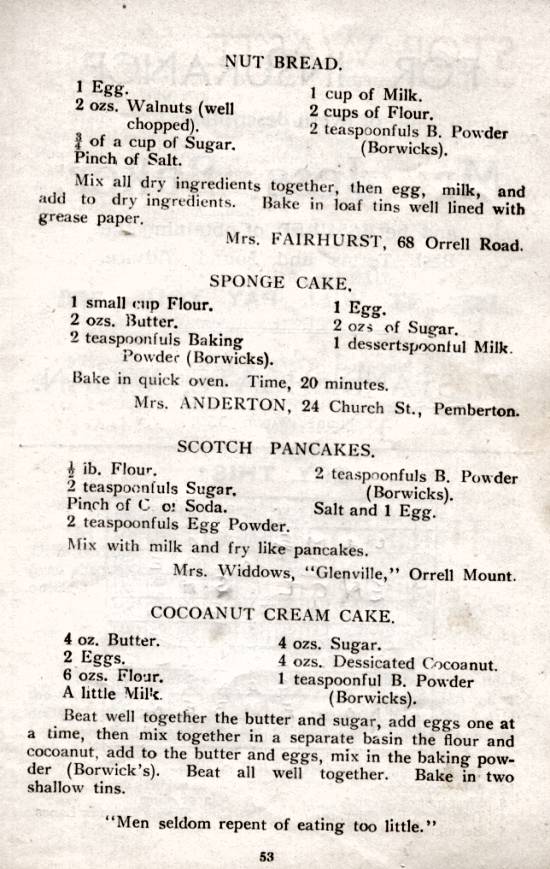 NUT BREAD.
1 Egg.
2 ozs. Walnuts (well
chopped).
¾ of a cup of Sugar.
Pinch of Salt.
1 cup of Milk.
2 cups of Flour.
2 teaspoonfuls B. Powder
(Borwicks).
Mix all dry ingredients together, then egg, milk, and
add to dry ingredients. Bake in loaf tins well lined with
grease paper.
Mrs. FAIRHURST, 68 Orrell Road.
SPONGE CAKE.
1 small cup Flour.
2 ozs. Butter.
2 teaspoonfuls Baking
Powder (Borwicks).
1 Egg.
2 ozs of Sugar.
1 dessertspoonful Milk.
Bake in quick oven. Time, 20 minutes.
Mrs. ANDERTON, 24 Church St., Pemberton.
SCOTCH PANCAKES.
½ lb. Flour.
2 teaspoonfuls Sugar.
Pinch of C of Soda.
2 teaspoonfuls Egg Powder.
2 teaspoonfuls B. Powder
(Borwicks).
Salt and 1 Egg.
Mix with milk and fry like pancakes.
Mrs. Widdows, "Glenville," Orrell Mount.
COCOANUT CREAM CAKE.
4 oz. Butter.
2 Eggs.
6 ozs. Flour.
A little Milk.
4 ozs. Sugar.
4 ozs. Dessicated Cocoanut.
1 teaspoonful B. Powder
(Borwicks).
Beat well together the butter and sugar, add eggs one at
a time, then mix together in a separate basin the flour and
cocoanut, add to the butter and eggs, mix in the baking pow-
der (Borwick's). Beat all well together. Bake in two
shallow tins.
"Men seldom repent of eating too little."
53